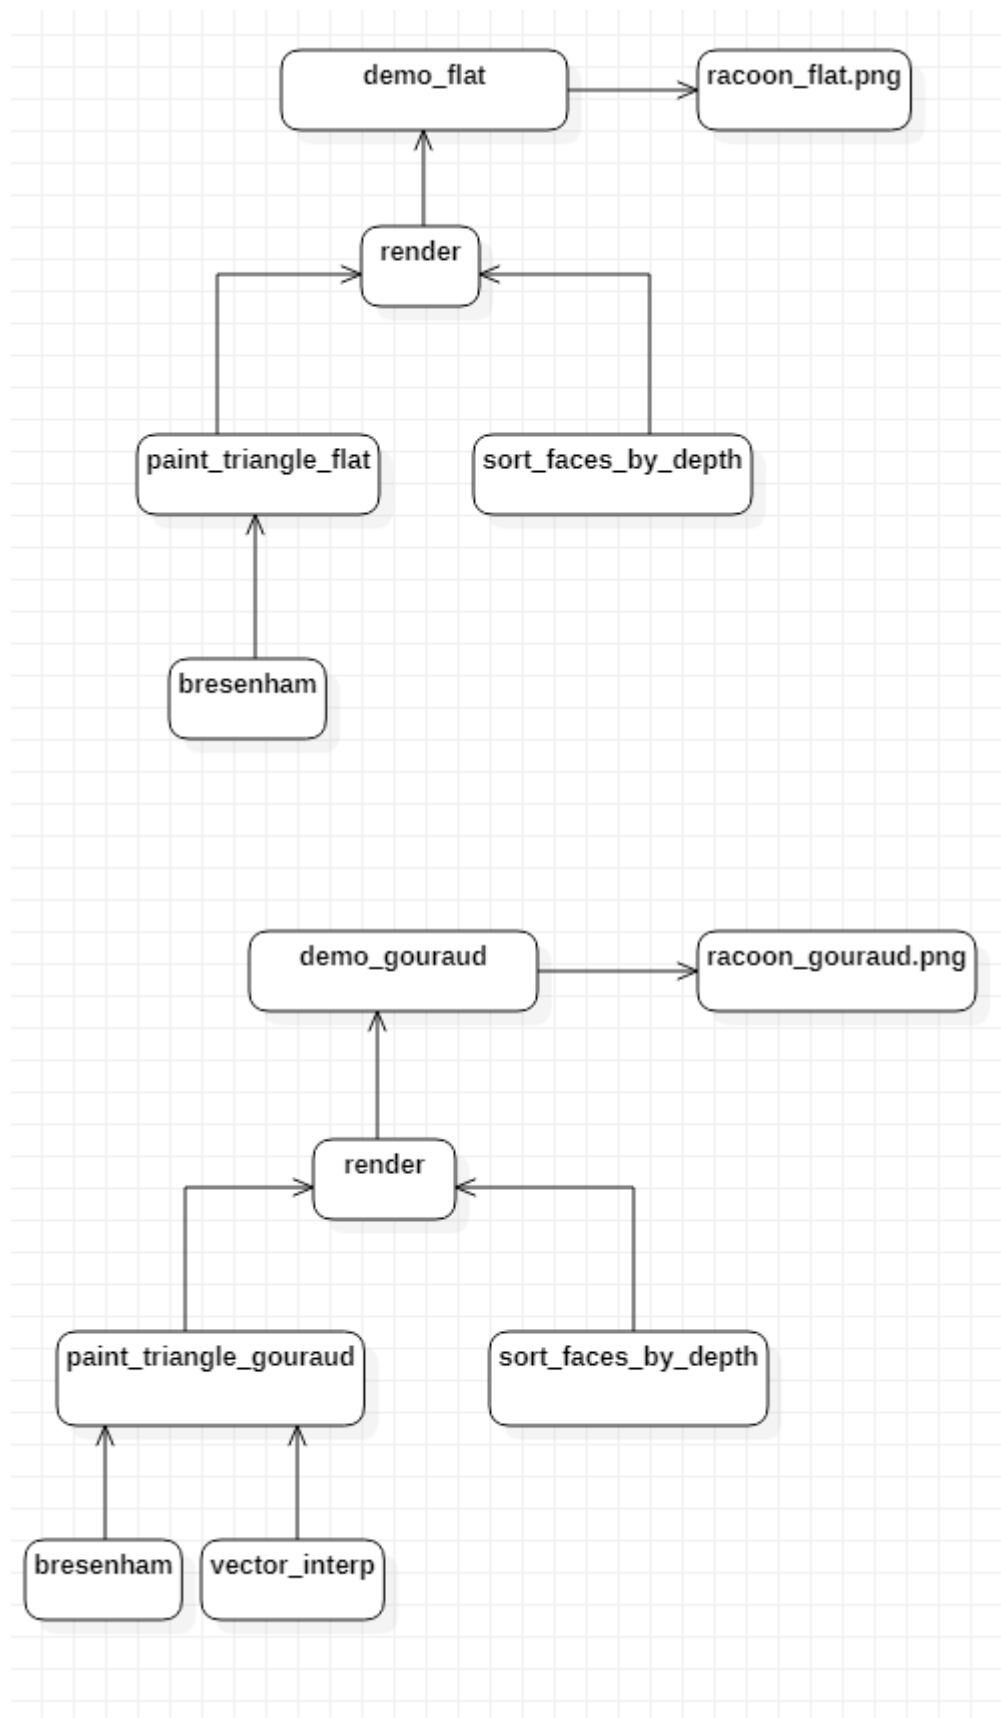 demo_flat
racoon_flat.png
render
paint_triangle_flat
sort_faces_by_depth
bresenham
demo_gouraud
racoon_gouraud.png
render
paint_triangle_gouraud
sort_faces_by_depth
bresenham
vector_interp